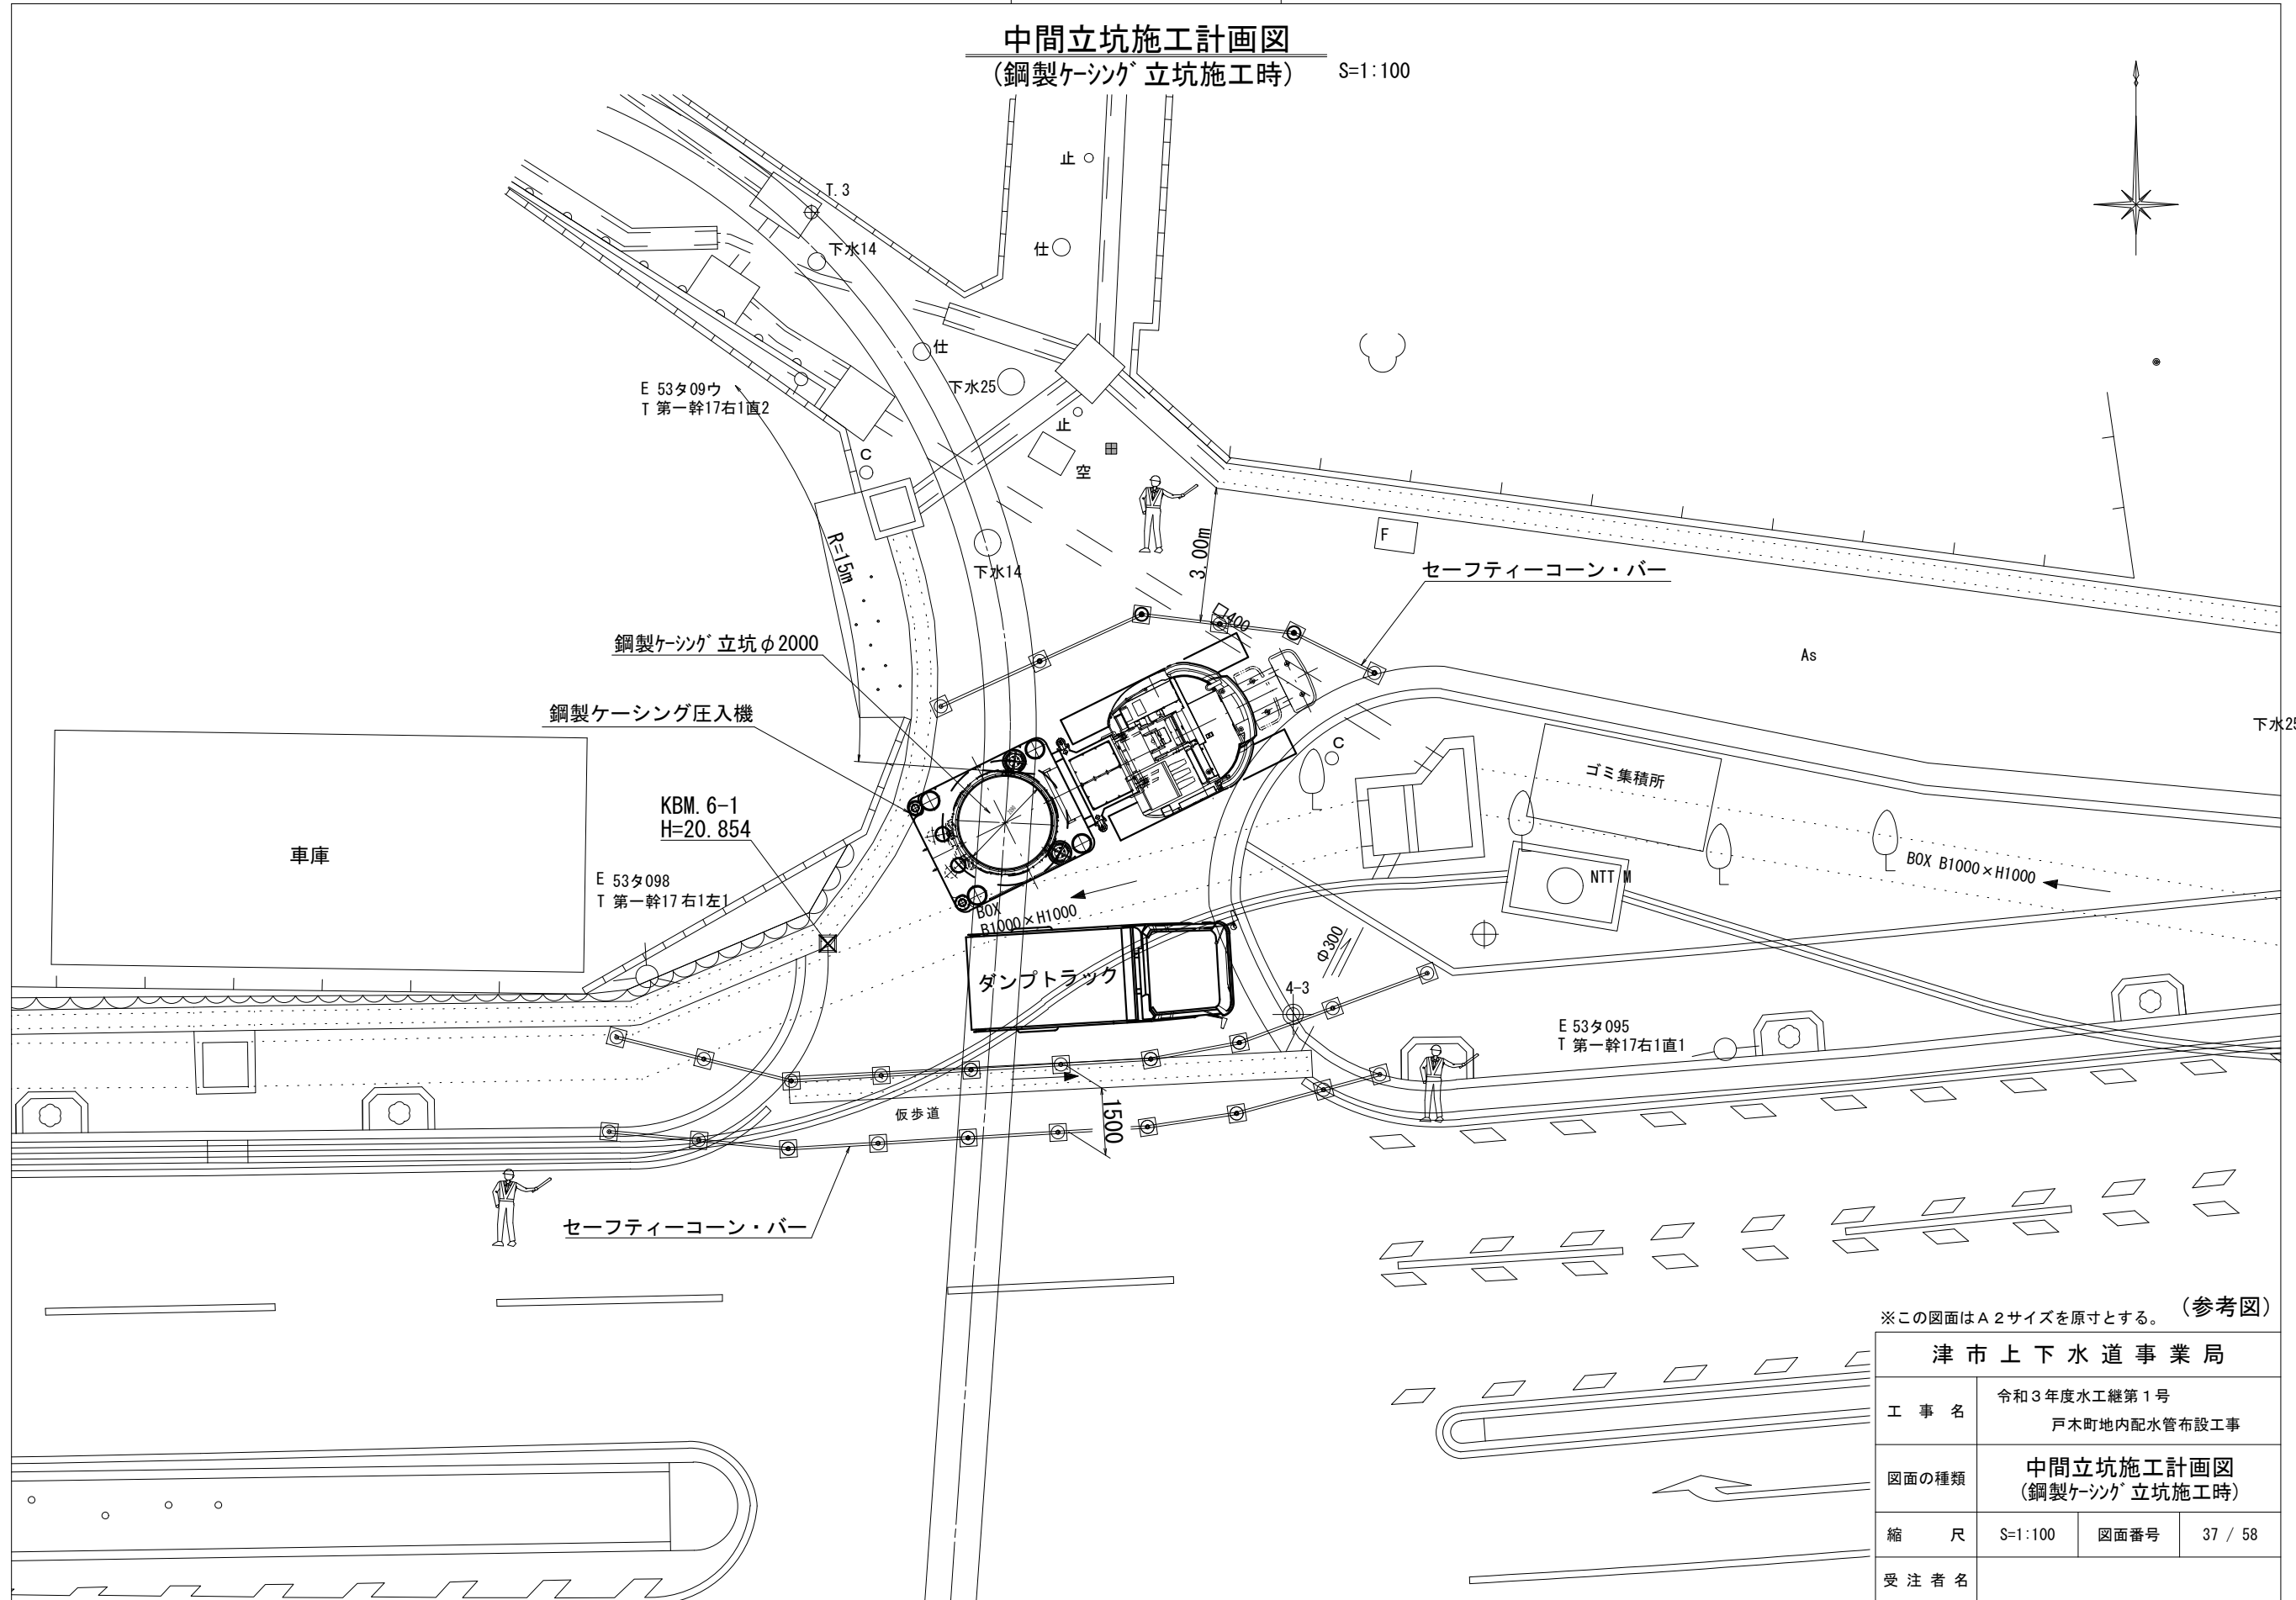 中間立坑施工計画図
(鋼製ケーシング立坑施工時) S=1:100
止
T.3
仕
下水14
仕
下水25
E 53タ09ウ
T 第一幹17右1直2
止
C
空
R=15m
3.00m
F
下水14
セーフティーコーン・バー
□400
鋼製ケーシング立坑φ2000
As
鋼製ケーシング圧入機
下水25
C
ゴミ集積所
KBM.6-1
H=20.854
車庫
E 53タ098
T 第一幹17右1左1
NTT M
BOX B1000×H1000
BOX
B1000×H1000
Φ300
ダンプトラック
4-3
E 53タ095
T 第一幹17右1直1
仮歩道
1500
セーフティーコーン・バー
(参考図)
※この図面はA2サイズを原寸とする。
津市上下水道事業局
工事名 令和3年度水工継第1号
戸木町地内配水管布設工事
図面の種類 中間立坑施工計画図
(鋼製ケーシング立坑施工時)
縮尺 S=1:100 図面番号 37 / 58
受注者名